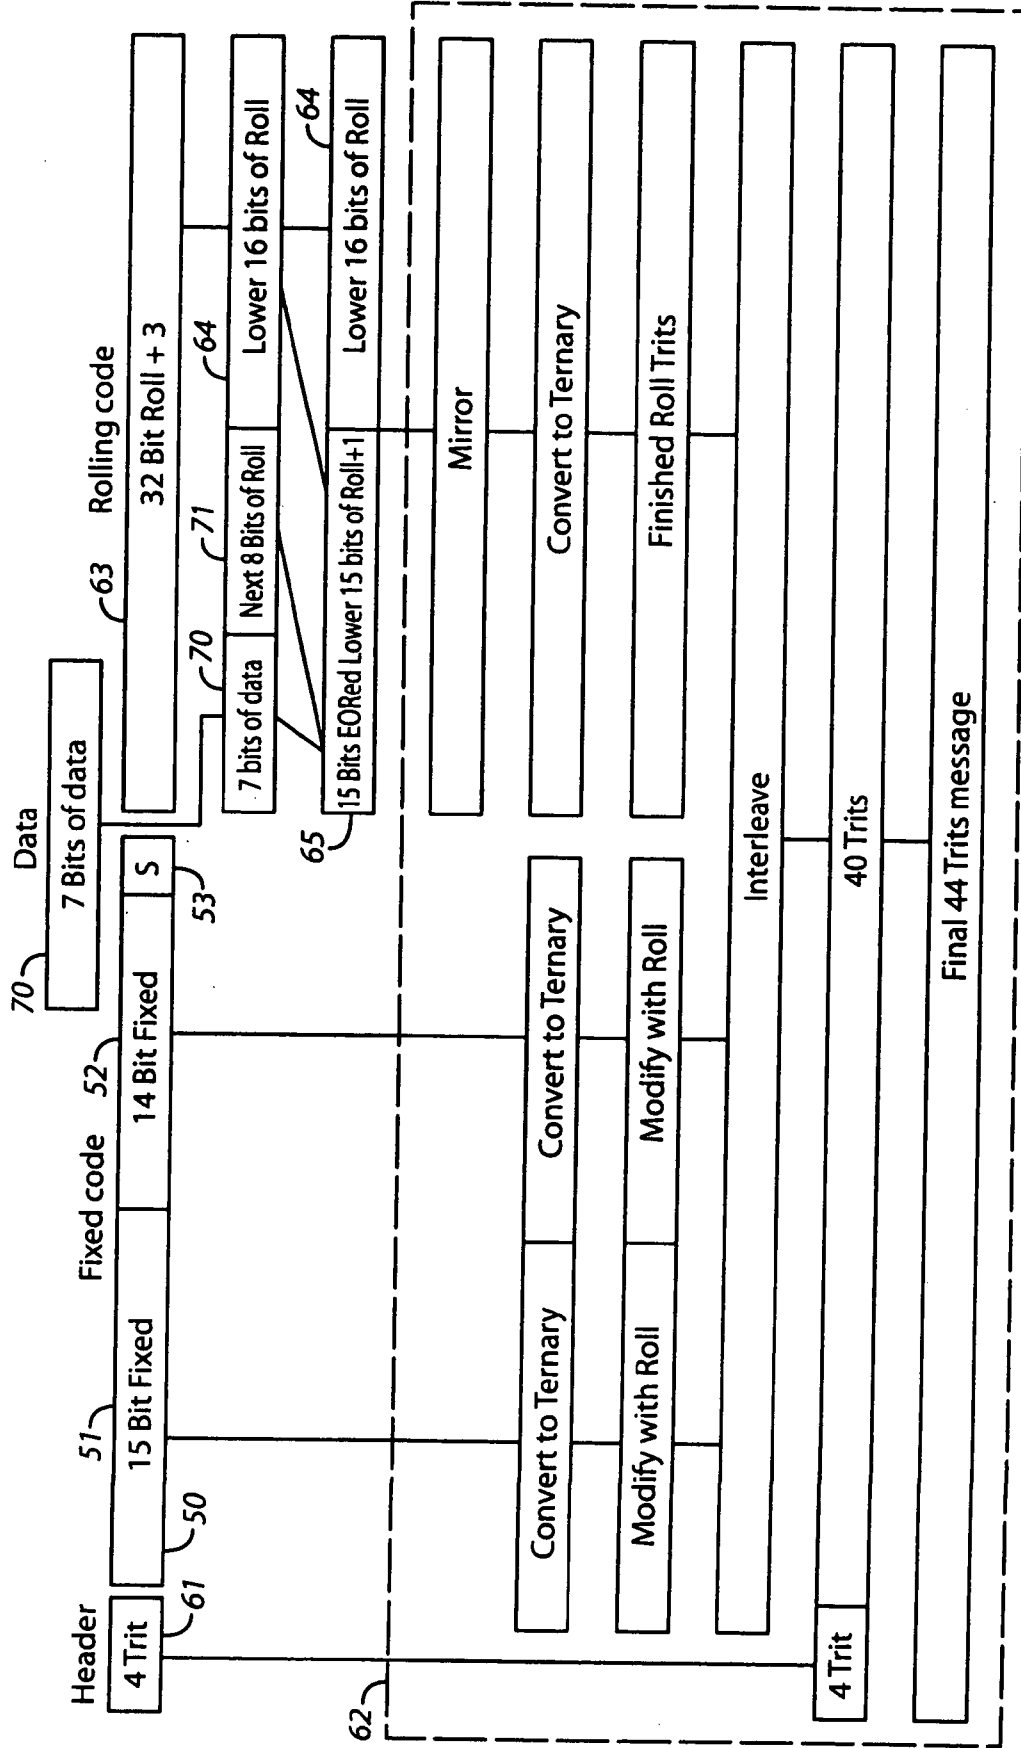 70
Data
7 Bits of data
Header
Fixed code
Rolling code
61
51
50
52
53
63
4 Trit
15 Bit Fixed
14 Bit Fixed
S
32 Bit Roll + 3
70
71
64
7 bits of data
Next 8 Bits of Roll
Lower 16 bits of Roll
65
64
15 Bits EORed Lower 15 bits of Roll+1
Lower 16 bits of Roll
62
Mirror
Convert to Ternary
Convert to Ternary
Convert to Ternary
Modify with Roll
Modify with Roll
Finished Roll Trits
Interleave
4 Trit
40 Trits
Final 44 Trits message